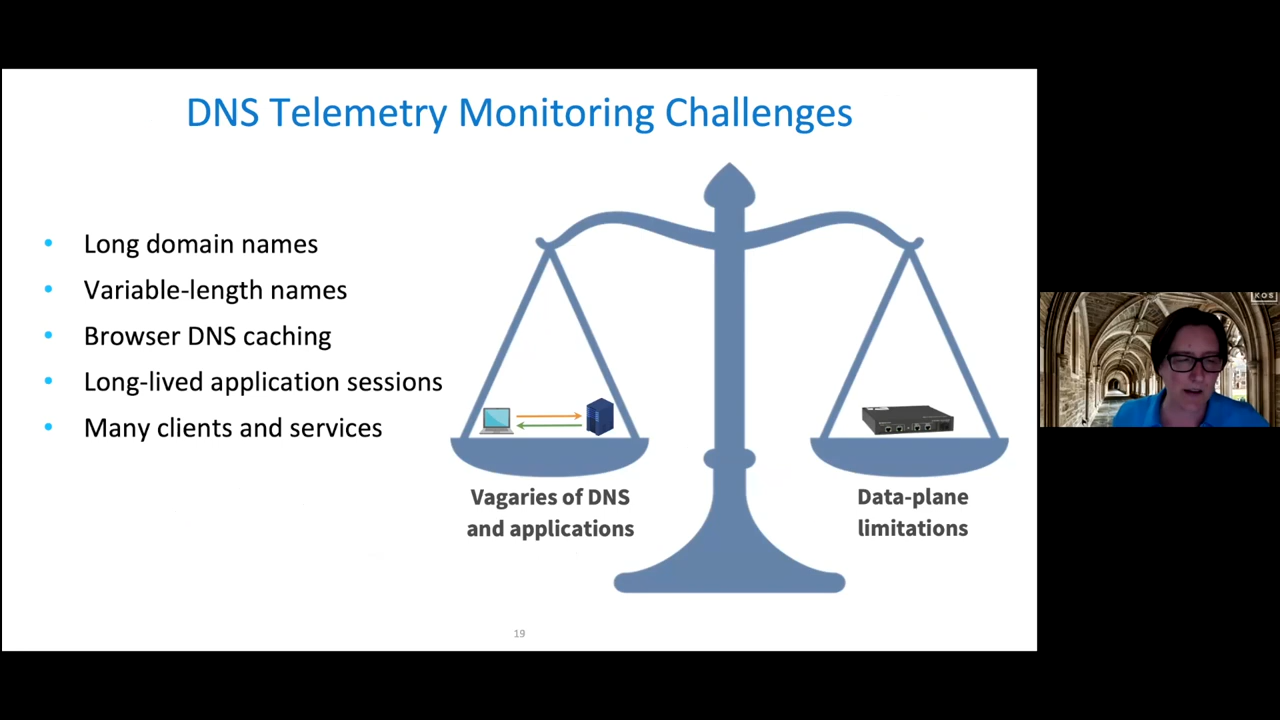 DNS Telemetry Monitoring Challenges
• Long domain names
• Variable-length names
• Browser DNS caching
• Long-lived application sessions
• Many clients and services
Vagaries of DNS
and applications
Data-plane
limitations
19
KOS